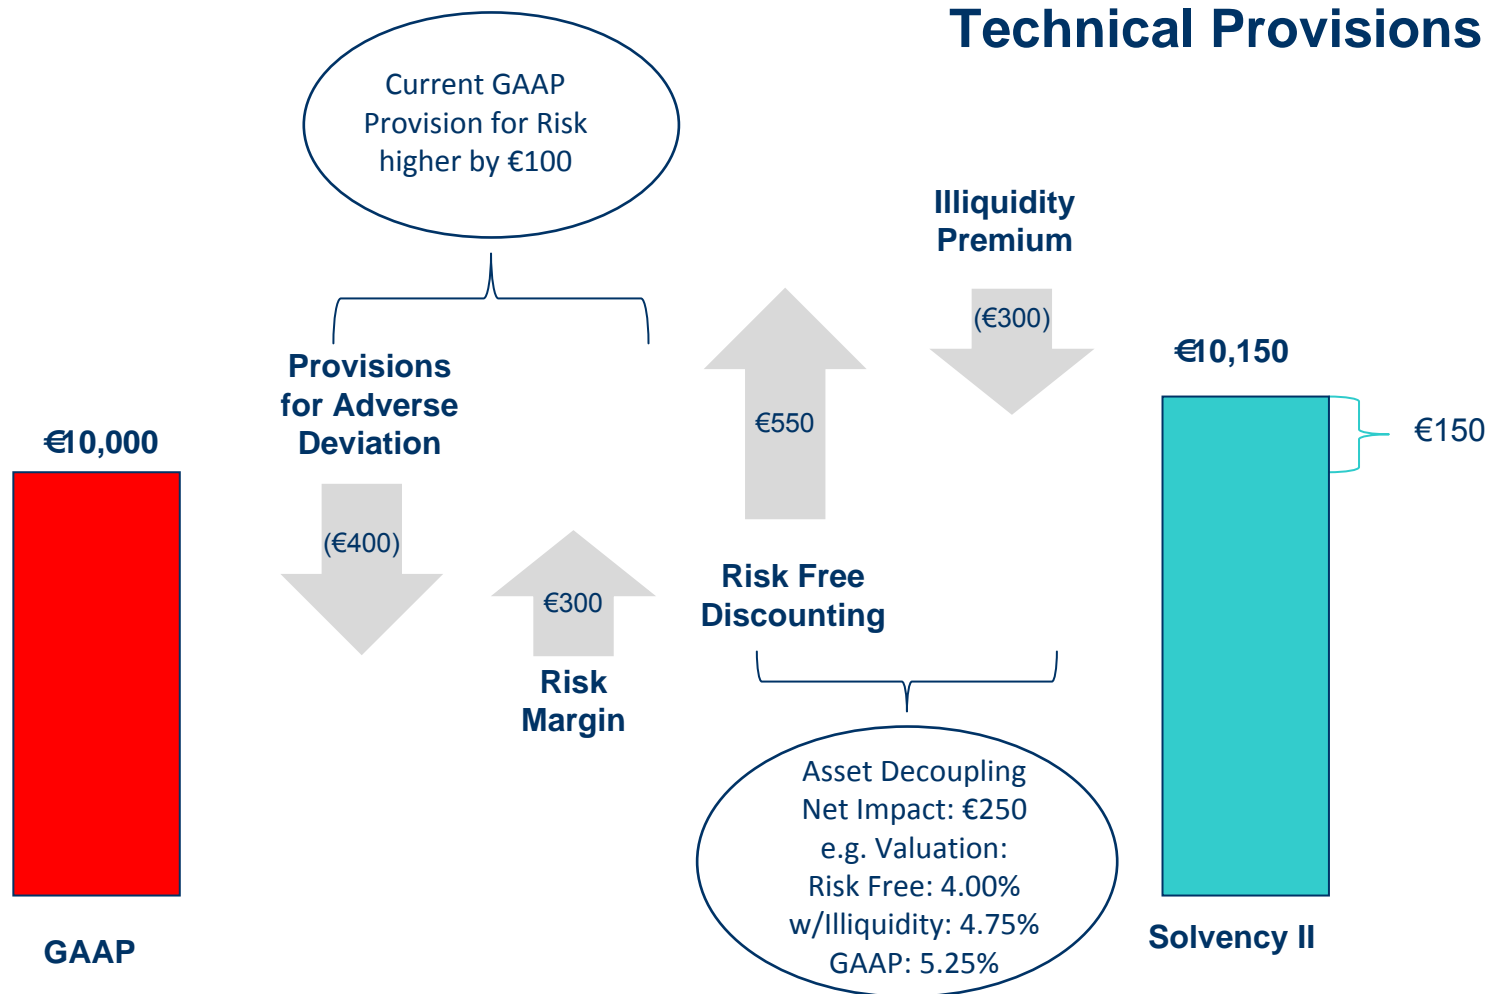 Technical Provisions
Current GAAP
Provision for Risk
higher by €100
Illiquidity
Premium
(€300)
€10,150
€150
Provisions
for Adverse
Deviation
€10,000
€550
(€400)
€300
Risk Free
Discounting
Risk
Margin
Asset Decoupling
Net Impact: €250
e.g. Valuation:
Risk Free: 4.00%
w/Illiquidity: 4.75%
GAAP: 5.25%
GAAP
Solvency II